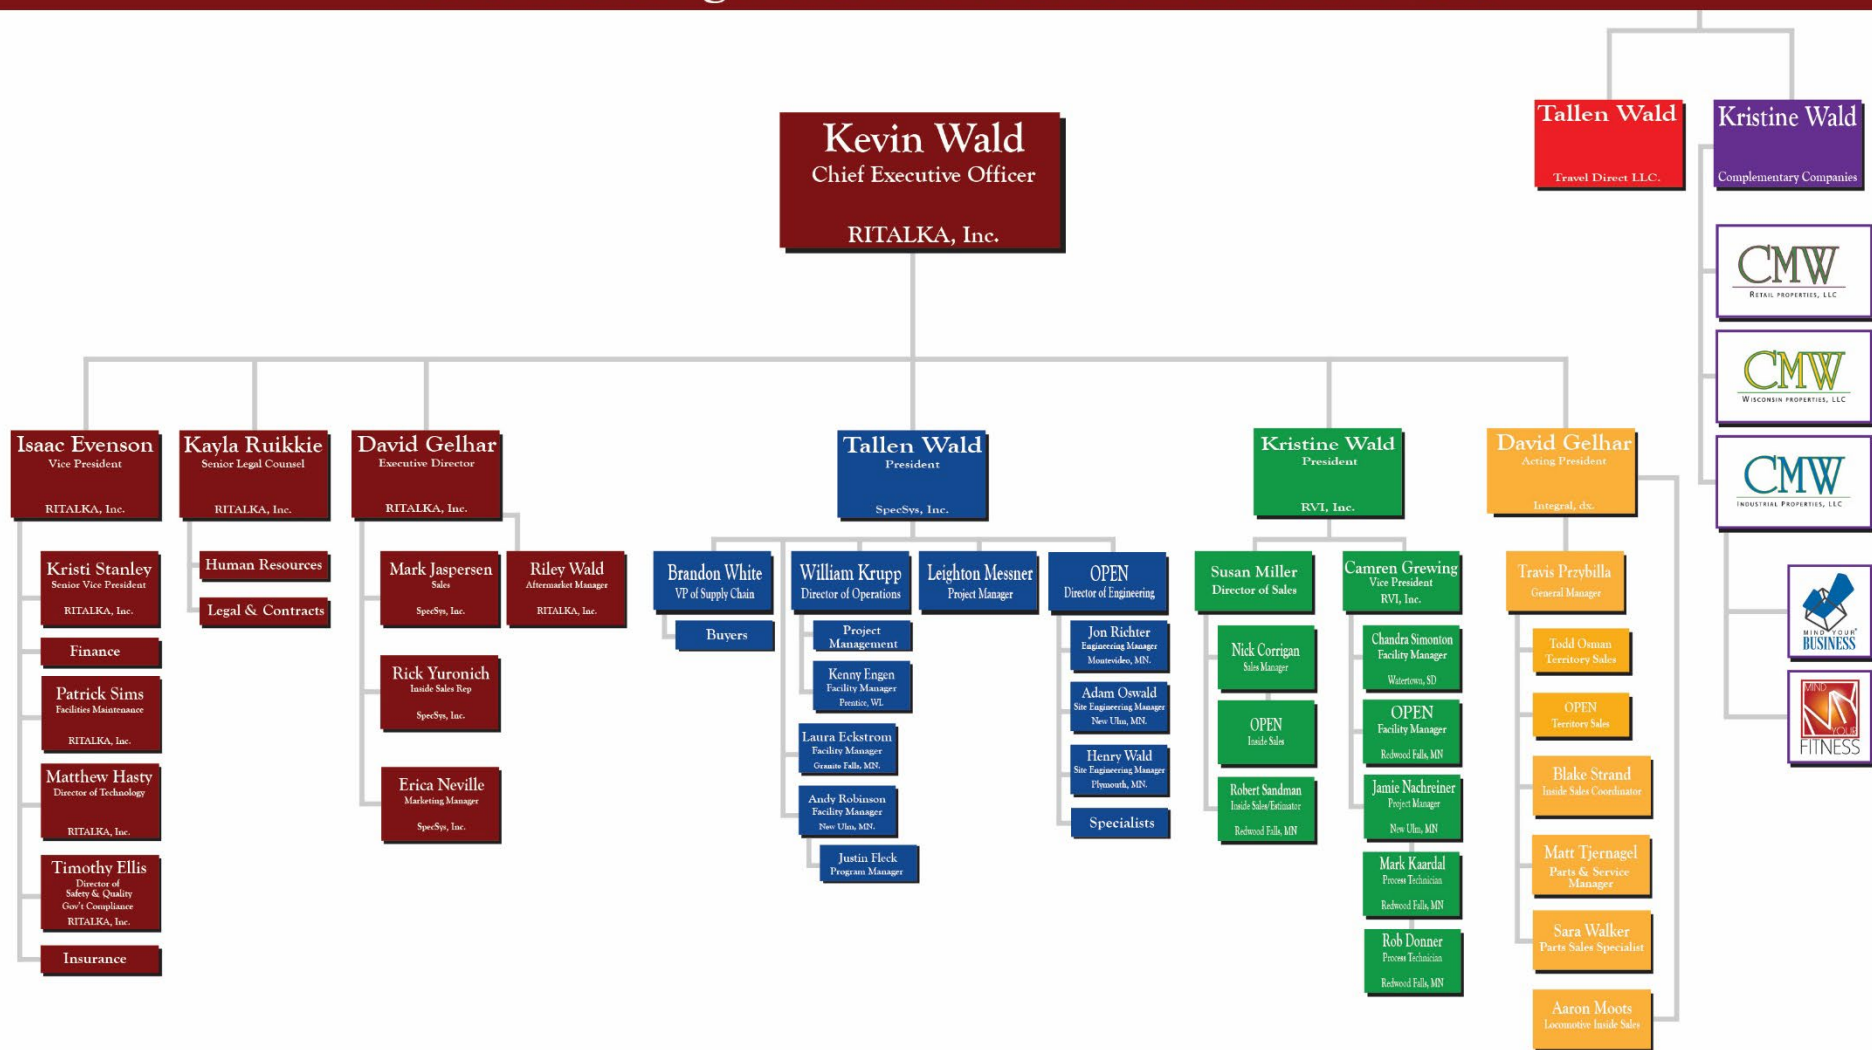 Kevin Wald
Chief Executive Officer
RITALKA, Inc.
Tallen Wald
Travel Direct LLC.
Kristine Wald
Complementary Companies
CMW
RETAIL PROPERTIES, LLC
CMW
WISCONSIN PROPERTIES, LLC
CMW
INDUSTRIAL PROPERTIES, LLC
MIND YOUR®
BUSINESS
MIND
YOUR
FITNESS
Isaac Evenson
Vice President
RITALKA, Inc.
Kristi Stanley
Senior Vice President
RITALKA, Inc.
Finance
Patrick Sims
Facilities Maintenance
RITALKA, Inc.
Matthew Hasty
Director of Technology
RITALKA, Inc.
Timothy Ellis
Director of
Safety & Quality
Gov't Compliance
RITALKA, Inc.
Insurance
Kayla Ruikkie
Senior Legal Counsel
RITALKA, Inc.
Human Resources
Legal & Contracts
David Gelhar
Executive Director
RITALKA, Inc.
Mark Jaspersen
Sales
SpecSys, Inc.
Rick Yuronich
Inside Sales Rep
SpecSys, Inc.
Erica Neville
Marketing Manager
SpecSys, Inc.
Riley Wald
Aftermarket Manager
RITALKA, Inc.
Tallen Wald
President
SpecSys, Inc.
Brandon White
VP of Supply Chain
Buyers
William Krupp
Director of Operations
Project
Management
Kenny Engen
Facility Manager
Prentice, WI.
Laura Eckstrom
Facility Manager
Granite Falls, MN.
Andy Robinson
Facility Manager
New Ulm, MN.
Justin Fleck
Program Manager
Leighton Messner
Project Manager
OPEN
Director of Engineering
Jon Richter
Engineering Manager
Montevideo, MN.
Adam Oswald
Site Engineering Manager
New Ulm, MN.
Henry Wald
Site Engineering Manager
Plymouth, MN.
Specialists
Kristine Wald
President
RVI, Inc.
Susan Miller
Director of Sales
Nick Corrigan
Sales Manager
OPEN
Inside Sales
Robert Sandman
Inside Sales/Estimator
Redwood Falls, MN
Camren Grewing
Vice President
RVI, Inc.
Chandra Simonton
Facility Manager
Watertown, SD
OPEN
Facility Manager
Redwood Falls, MN
Jamie Nachreiner
Project Manager
New Ulm, MN
Mark Kaardal
Process Technician
Redwood Falls, MN
Rob Donner
Process Technician
Redwood Falls, MN
David Gelhar
Acting President
Integral, dx.
Travis Przybilla
General Manager
Todd Osman
Territory Sales
OPEN
Territory Sales
Blake Strand
Inside Sales Coordinator
Matt Tjernagel
Parts & Service
Manager
Sara Walker
Parts Sales Specialist
Aaron Moots
Locomotive Inside Sales